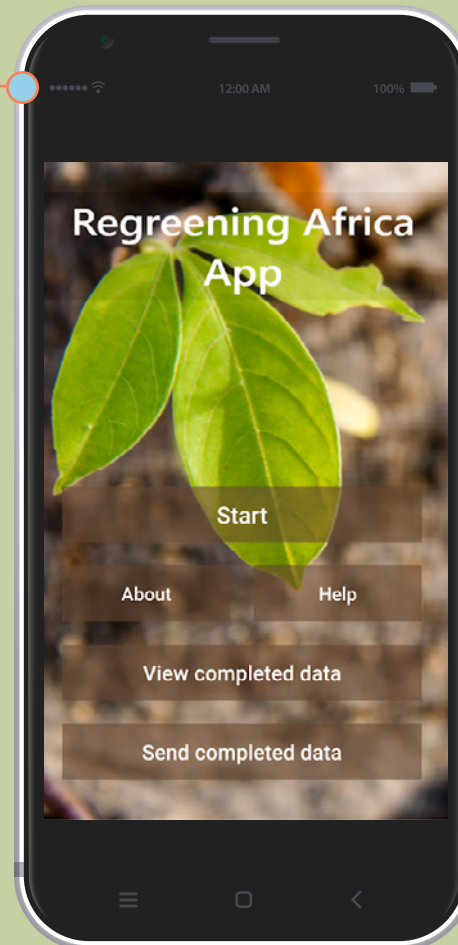 12:00 AM 100%
Regreening Africa
App
Start
About Help
View completed data
Send completed data